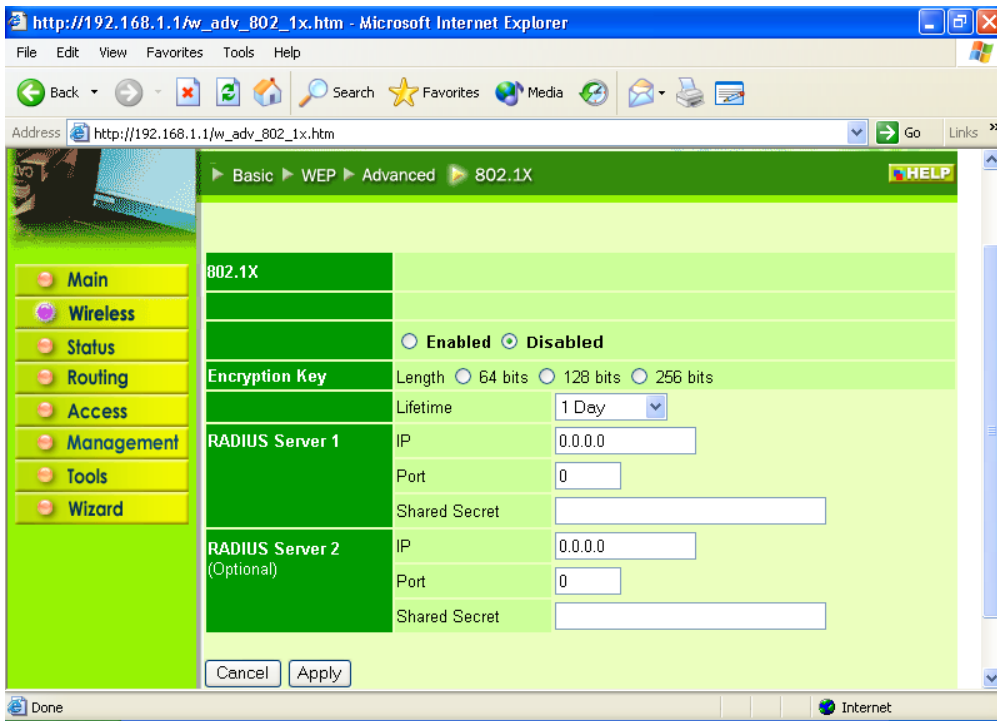 http://192.168.1.1/w_adv_802_1x.htm - Microsoft Internet Explorer
File Edit View Favorites Tools Help
Back Search Favorites Media
Address http://192.168.1.1/w_adv_802_1x.htm Go Links »
Basic WEP Advanced 802.1X HELP
Main
Wireless
Status
Routing
Access
Management
Tools
Wizard
802.1X
Enabled Disabled
Encryption Key Length 64 bits 128 bits 256 bits
Lifetime 1 Day
RADIUS Server 1 IP 0.0.0.0
Port 0
Shared Secret
RADIUS Server 2 IP 0.0.0.0
(Optional)
Port 0
Shared Secret
Cancel Apply
Done Internet